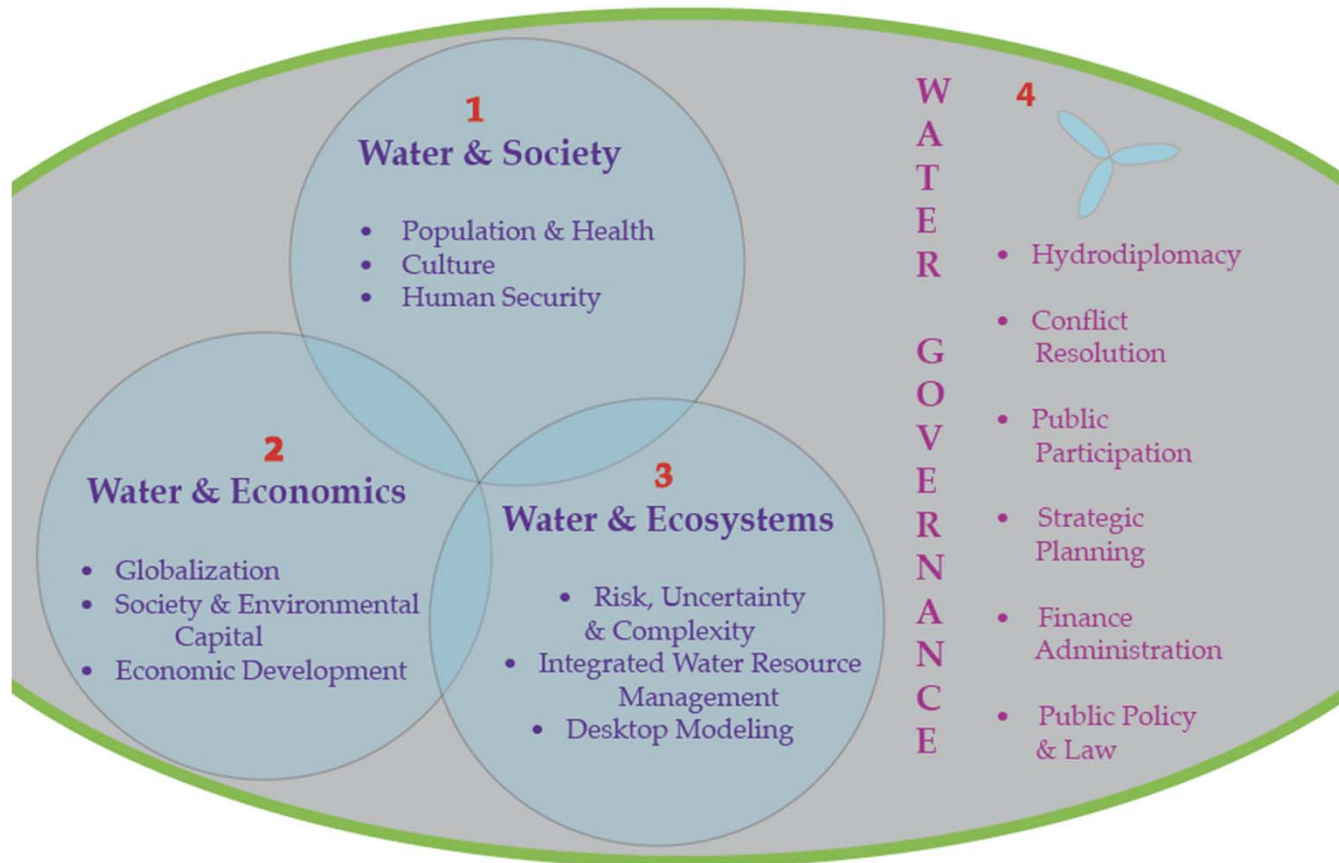 1
Water & Society
• Population & Health
• Culture
• Human Security
2
Water & Economics
• Globalization
• Society & Environmental
Capital
• Economic Development
3
Water & Ecosystems
• Risk, Uncertainty
& Complexity
• Integrated Water Resource
Management
• Desktop Modeling
WATER GOVERNANCE
4
• Hydrodiplomacy
• Conflict
Resolution
• Public
Participation
• Strategic
Planning
• Finance
Administration
• Public Policy
& Law